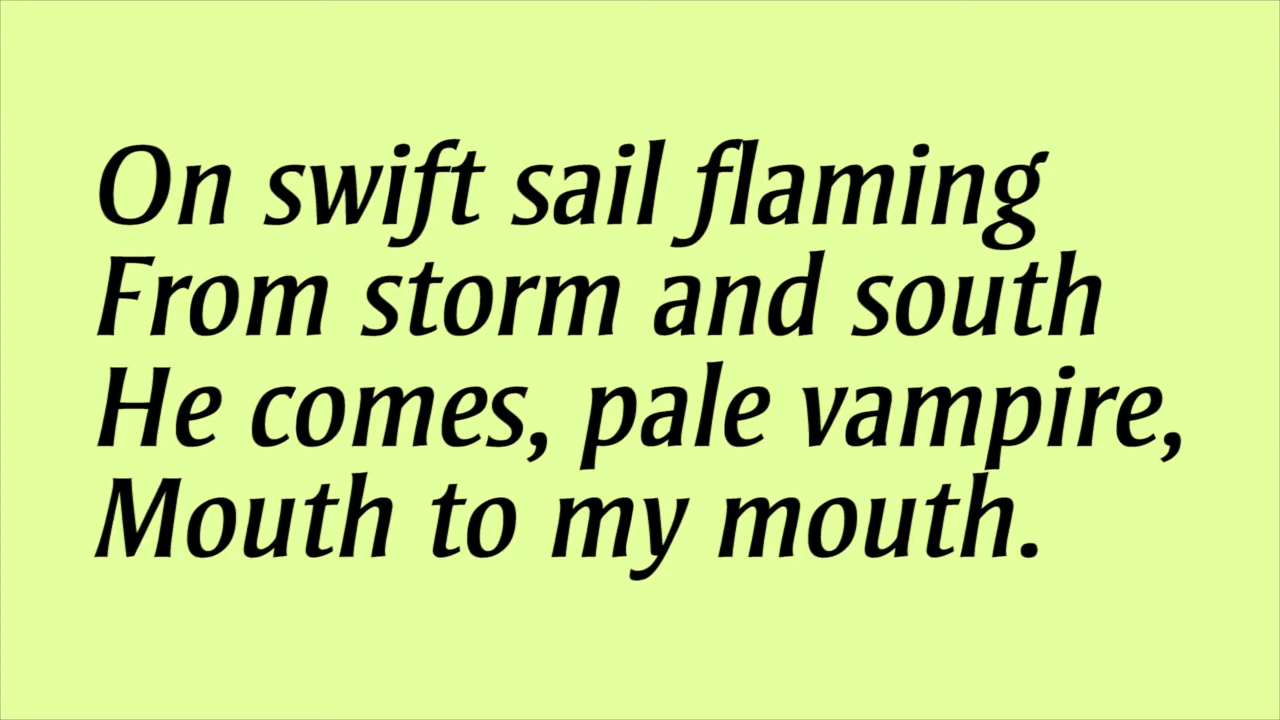 On swift sail flaming
From storm and south
He comes, pale vampire,
Mouth to my mouth.